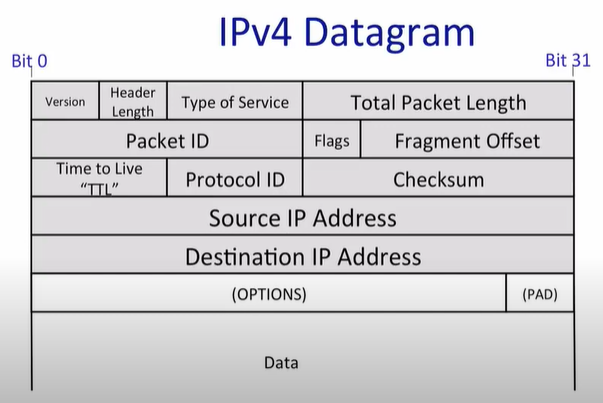 IPv4 Datagram
Bit 0
Bit 31
Version
Header
Length
Type of Service
Total Packet Length
Packet ID
Flags
Fragment Offset
Time to Live
“TTL”
Protocol ID
Checksum
Source IP Address
Destination IP Address
(OPTIONS)
(PAD)
Data